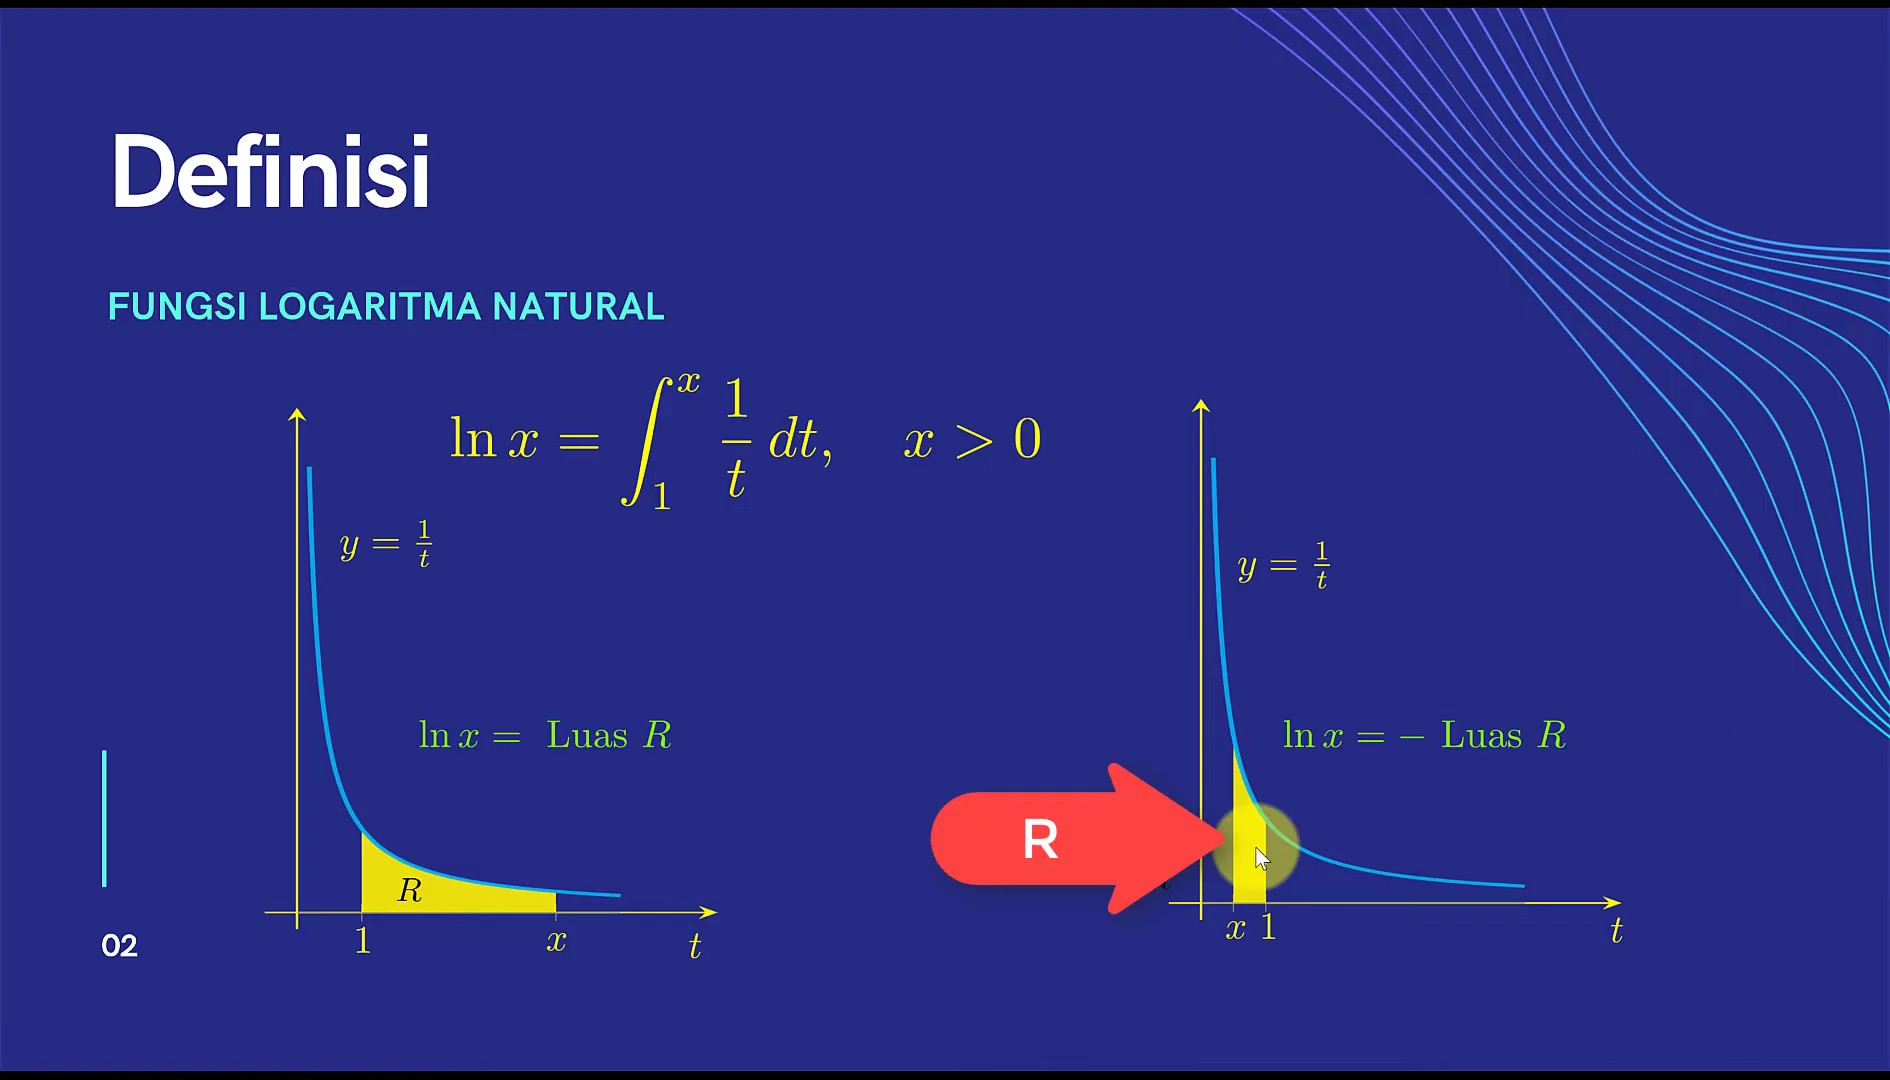 Definisi
FUNGSI LOGARITMA NATURAL
ln x = ∫₁ˣ 1/t dt, x > 0
y = 1/t
ln x = Luas R
R
1 x t
y = 1/t
ln x = − Luas R
R
x 1 t
02